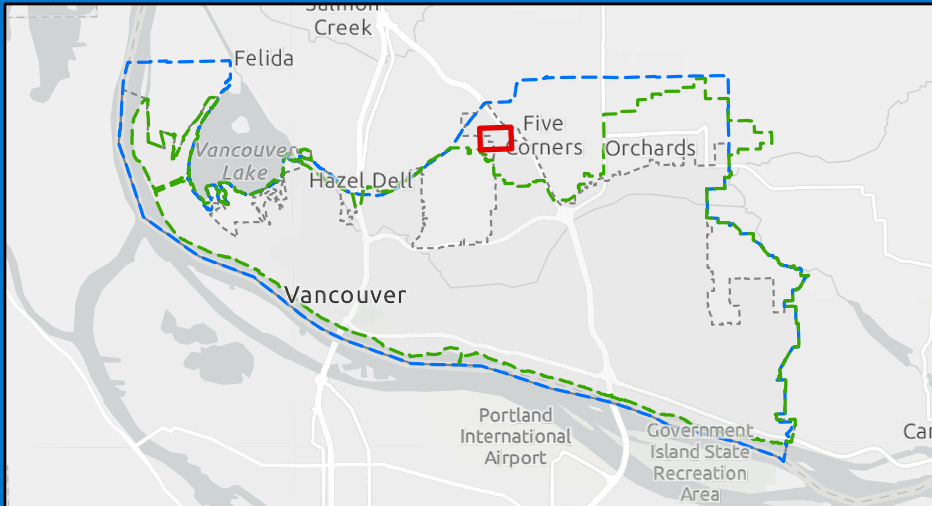 Salmon
Creek
Felida
Five
Corners
Orchards
Vancouver
Lake
Hazel Dell
Vancouver
Portland
International
Airport
Government
Island State
Recreation
Area